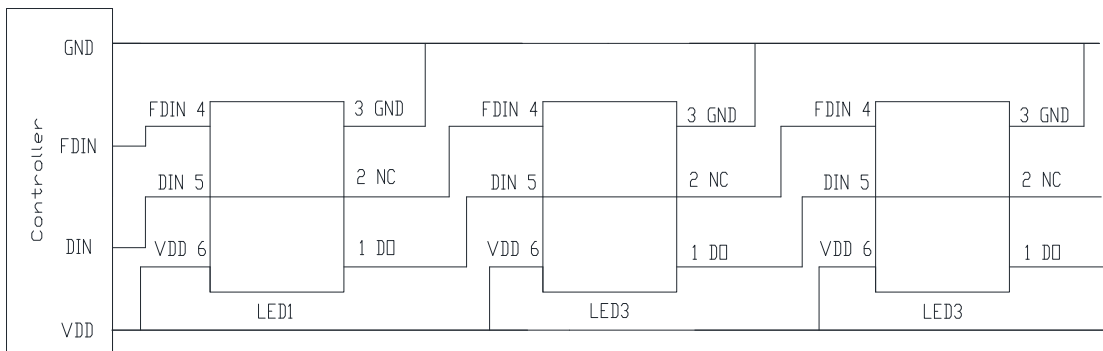 Controller
GND
FDIN
DIN
VDD
FDIN 4
DIN 5
VDD 6
3 GND
2 NC
1 DO
LED1
FDIN 4
DIN 5
VDD 6
3 GND
2 NC
1 DO
LED3
FDIN 4
DIN 5
VDD 6
3 GND
2 NC
1 DO
LED3